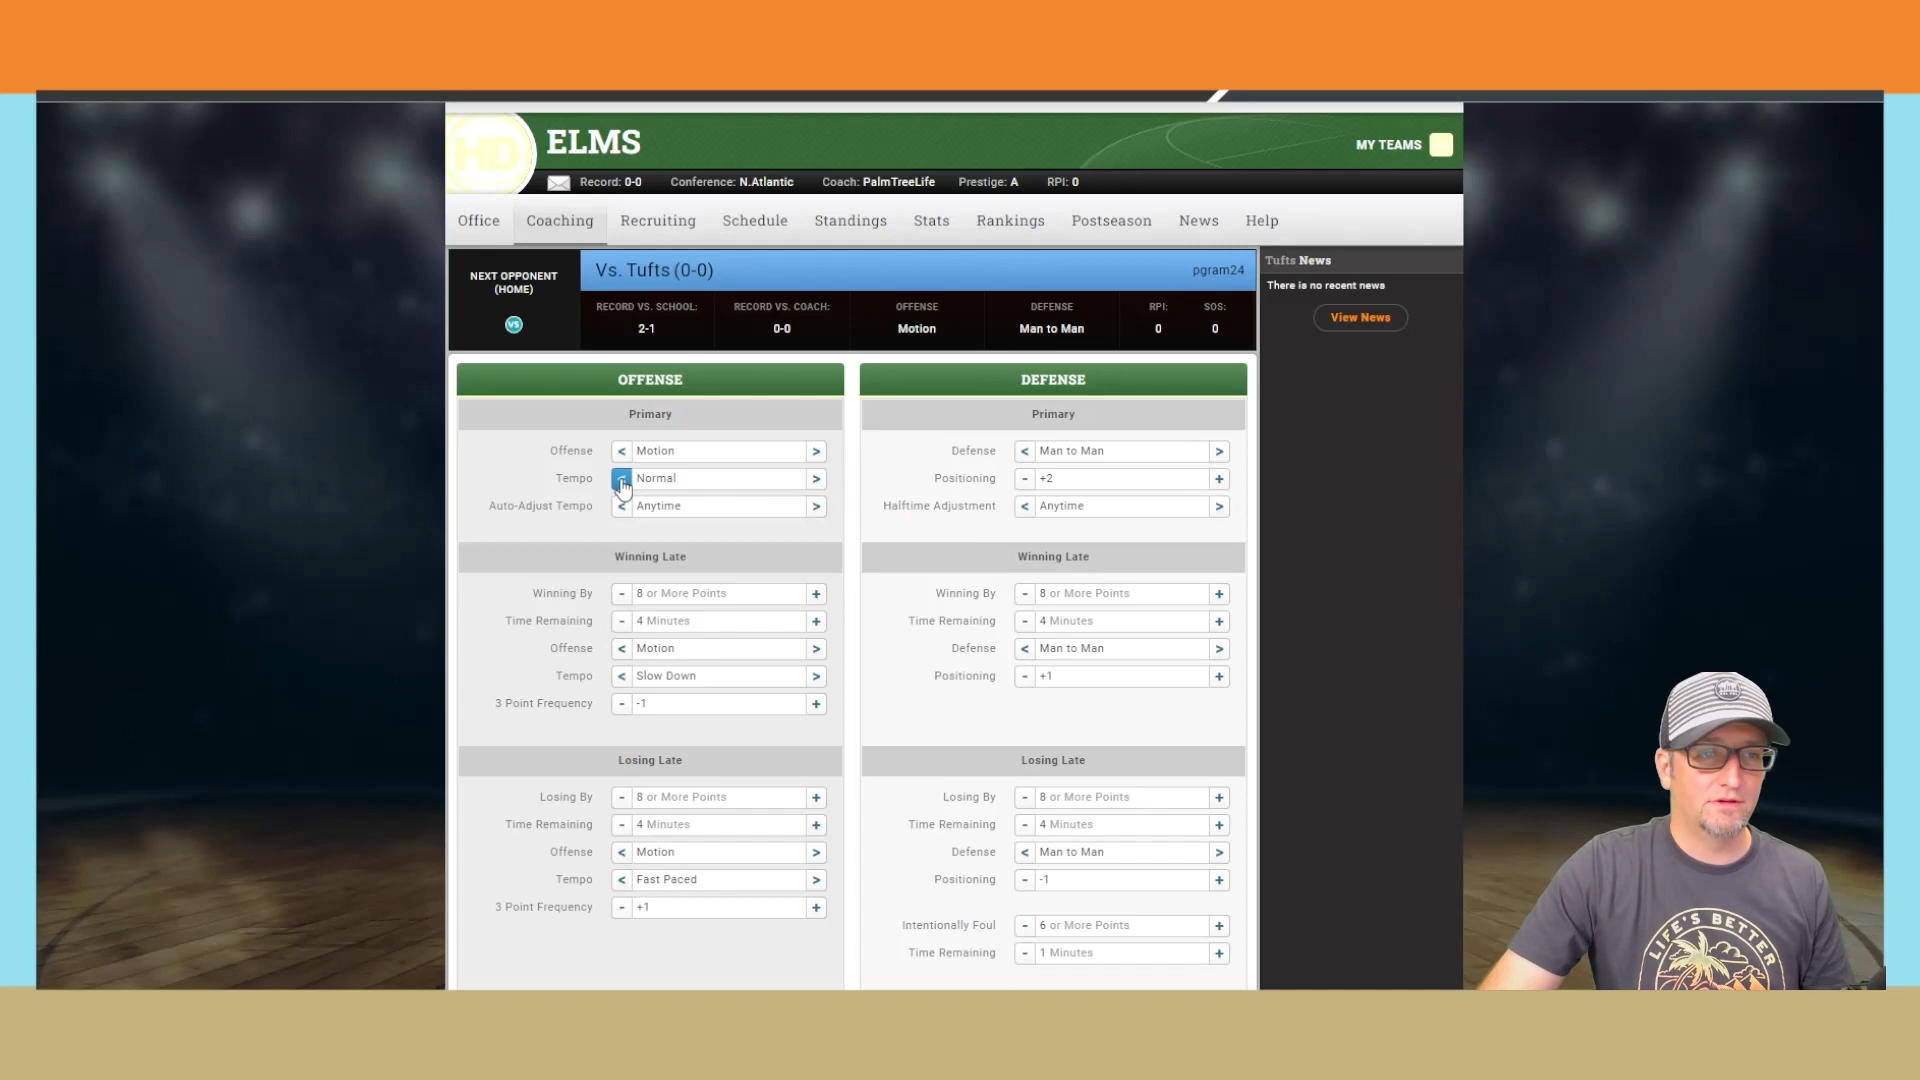 HD
ELMS
MY TEAMS
Record: 0-0 Conference: N.Atlantic Coach: PalmTreeLife Prestige: A RPI: 0
Office Coaching Recruiting Schedule Standings Stats Rankings Postseason News Help
NEXT OPPONENT
(HOME)
VS
Vs. Tufts (0-0) pgram24
RECORD VS. SCHOOL: RECORD VS. COACH: OFFENSE DEFENSE RPI: SOS:
2-1 0-0 Motion Man to Man 0 0
Tufts News
There is no recent news
View News
OFFENSE
Primary
Offense < Motion >
Tempo Normal >
Auto-Adjust Tempo < Anytime >
Winning Late
Winning By - 8 or More Points +
Time Remaining - 4 Minutes +
Offense < Motion >
Tempo < Slow Down >
3 Point Frequency - -1 +
Losing Late
Losing By - 8 or More Points +
Time Remaining - 4 Minutes +
Offense < Motion >
Tempo < Fast Paced >
3 Point Frequency - +1 +
DEFENSE
Primary
Defense < Man to Man >
Positioning - +2 +
Halftime Adjustment < Anytime >
Winning Late
Winning By - 8 or More Points +
Time Remaining - 4 Minutes +
Defense < Man to Man >
Positioning - +1 +
Losing Late
Losing By - 8 or More Points +
Time Remaining - 4 Minutes +
Defense < Man to Man >
Positioning - -1 +
Intentionally Foul - 6 or More Points +
Time Remaining - 1 Minutes +
LIFE'S BETTER